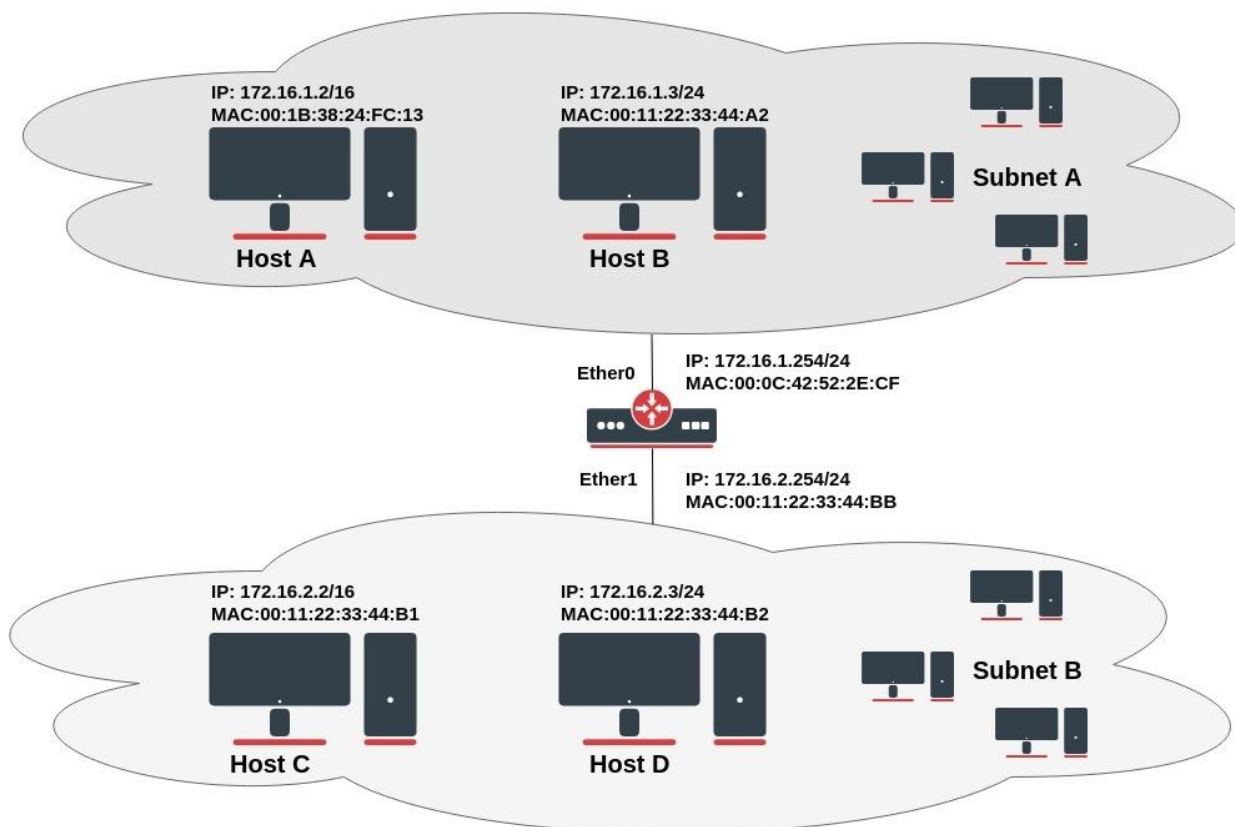 IP: 172.16.1.2/16
MAC:00:1B:38:24:FC:13
IP: 172.16.1.3/24
MAC:00:11:22:33:44:A2
Subnet A
Host A
Host B
Ether0
IP: 172.16.1.254/24
MAC:00:0C:42:52:2E:CF
Ether1
IP: 172.16.2.254/24
MAC:00:11:22:33:44:BB
IP: 172.16.2.2/16
MAC:00:11:22:33:44:B1
IP: 172.16.2.3/24
MAC:00:11:22:33:44:B2
Subnet B
Host C
Host D